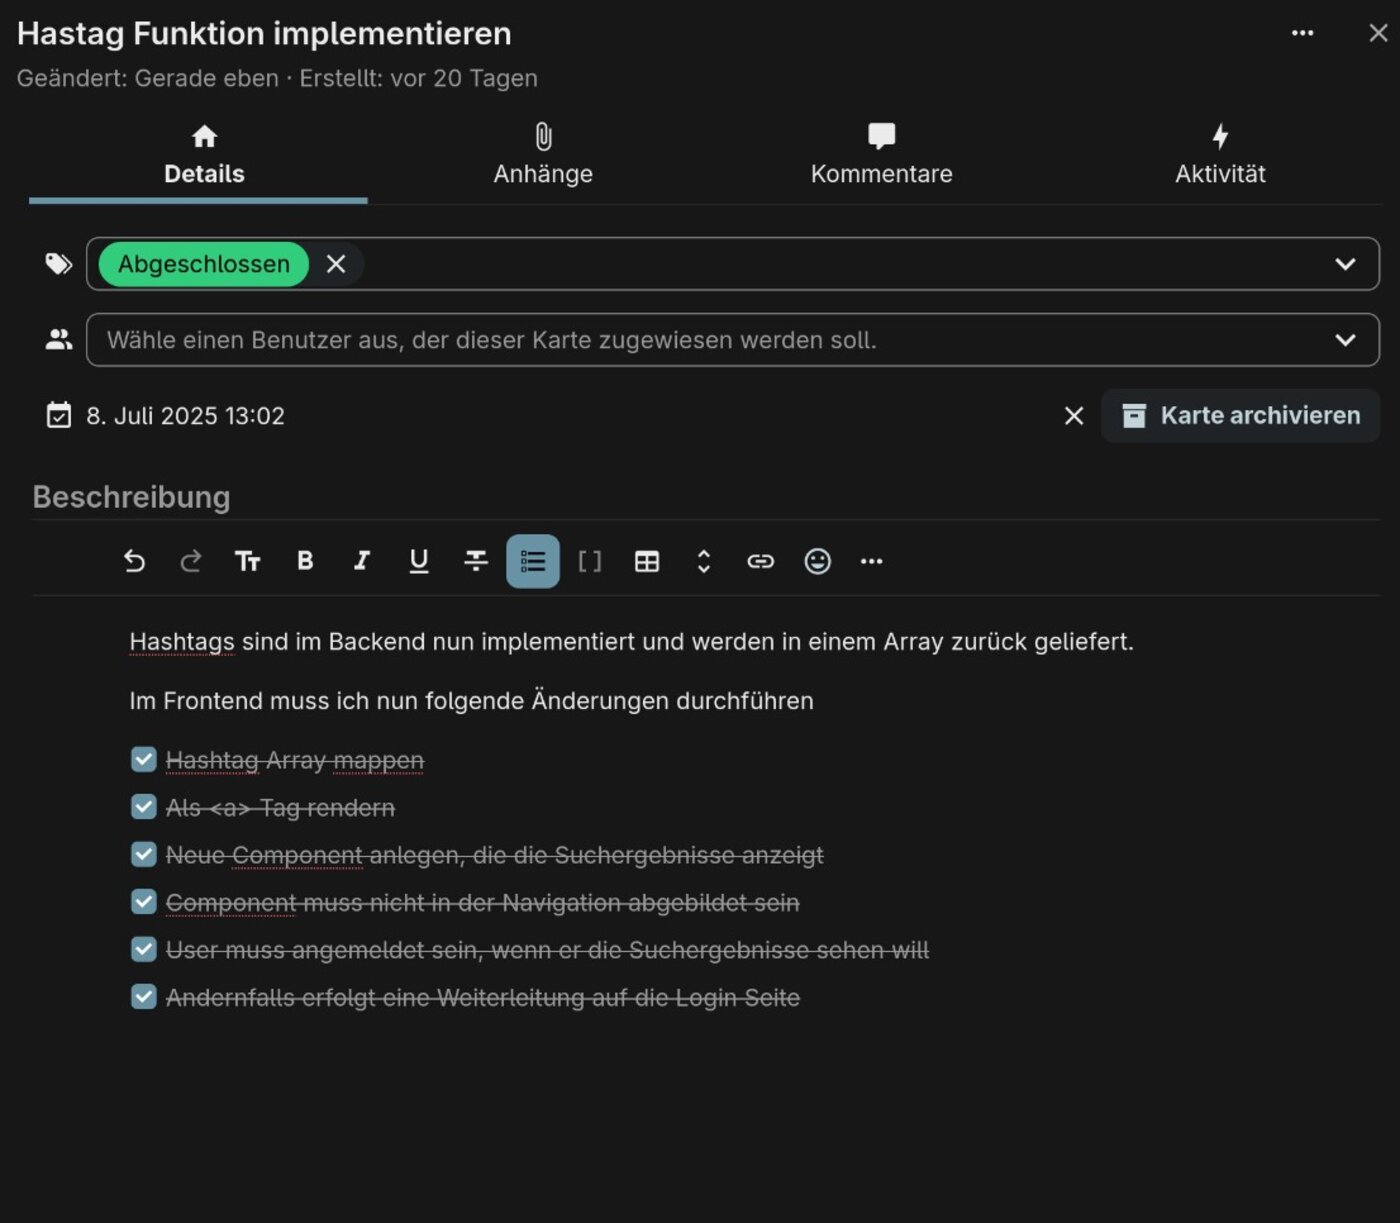 Hastag Funktion implementieren
Geändert: Gerade eben · Erstellt: vor 20 Tagen
Details
Anhänge
Kommentare
Aktivität
Abgeschlossen
Wähle einen Benutzer aus, der dieser Karte zugewiesen werden soll.
8. Juli 2025 13:02
Karte archivieren
Beschreibung
Hashtags sind im Backend nun implementiert und werden in einem Array zurück geliefert.
Im Frontend muss ich nun folgende Änderungen durchführen
Hashtag Array mappen
Als <a> Tag rendern
Neue Component anlegen, die die Suchergebnisse anzeigt
Component muss nicht in der Navigation abgebildet sein
User muss angemeldet sein, wenn er die Suchergebnisse sehen will
Andernfalls erfolgt eine Weiterleitung auf die Login Seite